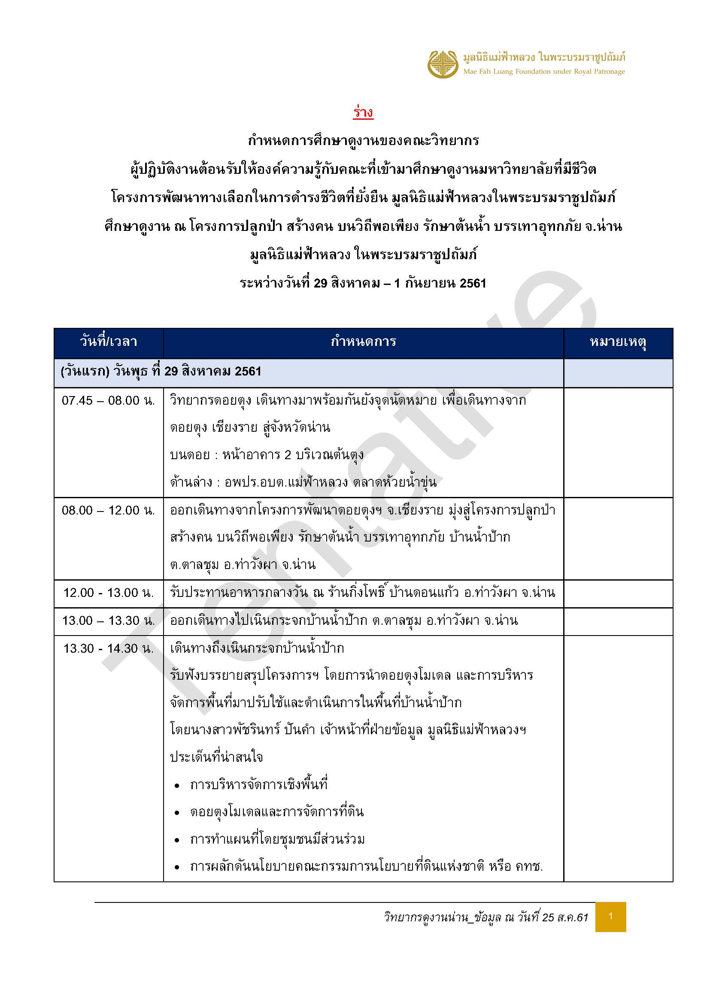 มูลนิธิแม่ฟ้าหลวง ในพระบรมราชูปถัมภ์
Mae Fah Luang Foundation under Royal Patronage
ร่าง
กำหนดการศึกษาดูงานของคณะวิทยากร
ผู้ปฏิบัติงานต้อนรับให้องค์ความรู้กับคณะที่เข้ามาศึกษาดูงานมหาวิทยาลัยที่มีชีวิต
โครงการพัฒนาทางเลือกในการดำรงชีวิตที่ยั่งยืน มูลนิธิแม่ฟ้าหลวงในพระบรมราชูปถัมภ์
ศึกษาดูงาน ณ โครงการปลูกป่า สร้างคน บนวิถีพอเพียง รักษาต้นน้ำ บรรเทาอุทกภัย จ.น่าน
มูลนิธิแม่ฟ้าหลวง ในพระบรมราชูปถัมภ์
ระหว่างวันที่ 29 สิงหาคม – 1 กันยายน 2561
Tentative
วันที่/เวลา กำหนดการ หมายเหตุ
(วันแรก) วันพุธ ที่ 29 สิงหาคม 2561
07.45 – 08.00 น. วิทยากรดอยตุง เดินทางมาพร้อมกันยังจุดนัดหมาย เพื่อเดินทางจาก
ดอยตุง เชียงราย สู่จังหวัดน่าน
บนดอย : หน้าอาคาร 2 บริเวณต้นตุง
ด้านล่าง : อพปร.อบต.แม่ฟ้าหลวง ตลาดห้วยน้ำขุ่น
08.00 – 12.00 น. ออกเดินทางจากโครงการพัฒนาดอยตุงฯ จ.เชียงราย มุ่งสู่โครงการปลูกป่า
สร้างคน บนวิถีพอเพียง รักษาต้นน้ำ บรรเทาอุทกภัย บ้านน้ำป้าก
ต.ตาลชุม อ.ท่าวังผา จ.น่าน
12.00 - 13.00 น. รับประทานอาหารกลางวัน ณ ร้านกิ่งโพธิ์ บ้านดอนแก้ว อ.ท่าวังผา จ.น่าน
13.00 – 13.30 น. ออกเดินทางไปเนินกระจกบ้านน้ำป้าก ต.ตาลชุม อ.ท่าวังผา จ.น่าน
13.30 - 14.30 น. เดินทางถึงเนินกระจกบ้านน้ำป้าก
รับฟังบรรยายสรุปโครงการฯ โดยการนำดอยตุงโมเดล และการบริหาร
จัดการพื้นที่มาปรับใช้และดำเนินการในพื้นที่บ้านน้ำป้าก
โดยนางสาวพัชรินทร์ ปันคำ เจ้าหน้าที่ฝ่ายข้อมูล มูลนิธิแม่ฟ้าหลวงฯ
ประเด็นที่น่าสนใจ
• การบริหารจัดการเชิงพื้นที่
• ดอยตุงโมเดลและการจัดการที่ดิน
• การทำแผนที่โดยชุมชนมีส่วนร่วม
• การผลักดันนโยบายคณะกรรมการนโยบายที่ดินแห่งชาติ หรือ คทช.
วิทยากรดูงานน่าน_ข้อมูล ณ วันที่ 25 ส.ค.61 1